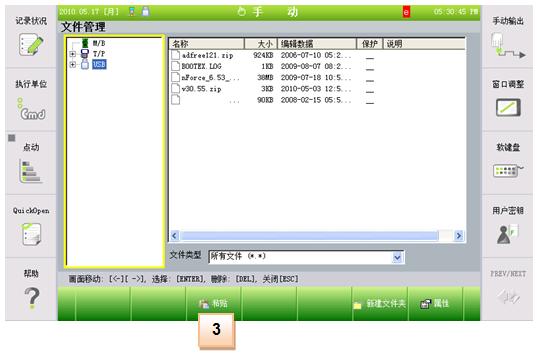 记录状况
执行单位
Cmd
点动
QuickOpen
帮助
2010.05.17 [月]
手 动
e
05:30:45 PM
文件管理
M/B
T/P
USB
名称 大小 编辑数据 保护 说明
adfree121.zip 924KB 2006-07-10 05:2... __
BOOTEX.LOG 1KB 2009-08-07 08:2... __
nForce_6.53_... 38MB 2009-07-18 10:5... __
v30.55.zip 3KB 2010-05-03 12:5... __
... 90KB 2008-02-15 05:5... __
文件类型 所有文件 (*.*)
画面移动: [<-][ ->], 选择: [ENTER], 删除: [DEL], 关闭[ESC]
粘贴
新建文件夹
属性
3
手动输出
窗口调整
软键盘
用户密钥
PREV/NEXT